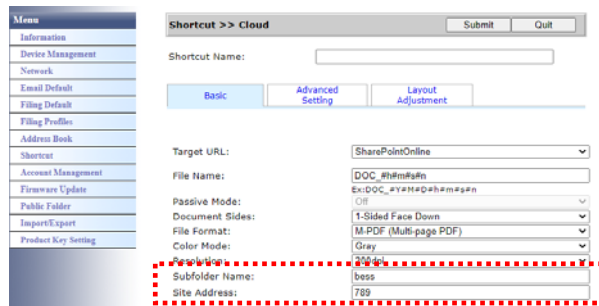 Menu
Information
Device Management
Network
Email Default
Filing Default
Filing Profiles
Address Book
Shortcut
Account Management
Firmware Update
Public Folder
Import/Export
Product Key Setting
Shortcut >> Cloud Submit Quit
Shortcut Name:
Basic Advanced Setting Layout Adjustment
Target URL: SharePointOnline
File Name: DOC_#h#m#s#n
Ex:DOC_#Y#M#D#h#m#s#n
Passive Mode: Off
Document Sides: 1-Sided Face Down
File Format: M-PDF (Multi-page PDF)
Color Mode: Gray
Resolution: 200dpi
Subfolder Name: bess
Site Address: 789